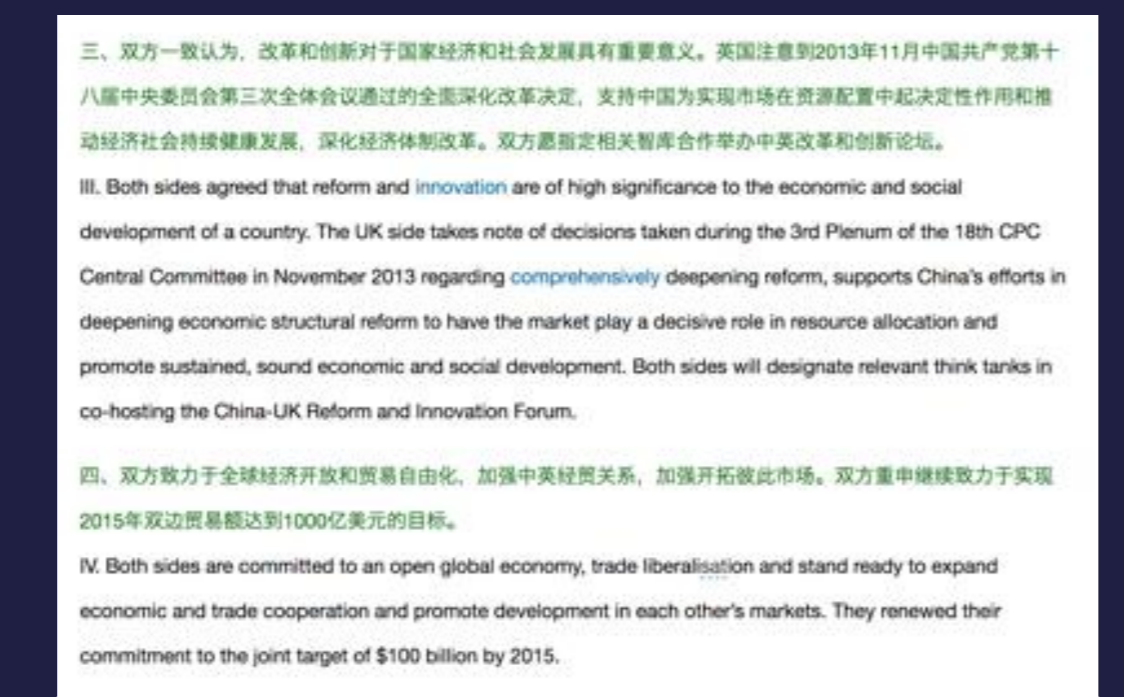 三、双方一致认为，改革和创新对于国家经济和社会发展具有重要意义。英国注意到2013年11月中国共产党第十
八届中央委员会第三次全体会议通过的全面深化改革决定，支持中国为实现市场在资源配置中起决定性作用和推
动经济社会持续健康发展，深化经济体制改革。双方愿指定相关智库合作举办中英改革和创新论坛。
III. Both sides agreed that reform and innovation are of high significance to the economic and social
development of a country. The UK side takes note of decisions taken during the 3rd Plenum of the 18th CPC
Central Committee in November 2013 regarding comprehensively deepening reform, supports China's efforts in
deepening economic structural reform to have the market play a decisive role in resource allocation and
promote sustained, sound economic and social development. Both sides will designate relevant think tanks in
co-hosting the China-UK Reform and Innovation Forum.
四、双方致力于全球经济开放和贸易自由化，加强中英经贸关系，加强开拓彼此市场。双方重申继续致力于实现
2015年双边贸易额达到1000亿美元的目标。
IV. Both sides are committed to an open global economy, trade liberalisation and stand ready to expand
economic and trade cooperation and promote development in each other's markets. They renewed their
commitment to the joint target of $100 billion by 2015.